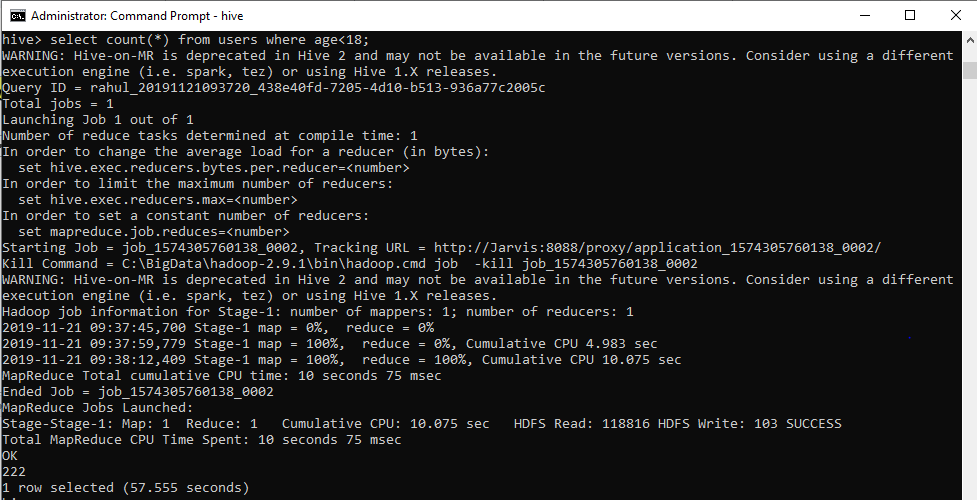 Administrator: Command Prompt - hive
hive> select count(*) from users where age<18;
WARNING: Hive-on-MR is deprecated in Hive 2 and may not be available in the future versions. Consider using a different
execution engine (i.e. spark, tez) or using Hive 1.X releases.
Query ID = rahul_20191121093720_438e40fd-7205-4d10-b513-936a77c2005c
Total jobs = 1
Launching Job 1 out of 1
Number of reduce tasks determined at compile time: 1
In order to change the average load for a reducer (in bytes):
  set hive.exec.reducers.bytes.per.reducer=<number>
In order to limit the maximum number of reducers:
  set hive.exec.reducers.max=<number>
In order to set a constant number of reducers:
  set mapreduce.job.reduces=<number>
Starting Job = job_1574305760138_0002, Tracking URL = http://Jarvis:8088/proxy/application_1574305760138_0002/
Kill Command = C:\BigData\hadoop-2.9.1\bin\hadoop.cmd job  -kill job_1574305760138_0002
WARNING: Hive-on-MR is deprecated in Hive 2 and may not be available in the future versions. Consider using a different
execution engine (i.e. spark, tez) or using Hive 1.X releases.
Hadoop job information for Stage-1: number of mappers: 1; number of reducers: 1
2019-11-21 09:37:45,700 Stage-1 map = 0%,  reduce = 0%
2019-11-21 09:37:59,779 Stage-1 map = 100%,  reduce = 0%, Cumulative CPU 4.983 sec
2019-11-21 09:38:12,409 Stage-1 map = 100%,  reduce = 100%, Cumulative CPU 10.075 sec
MapReduce Total cumulative CPU time: 10 seconds 75 msec
Ended Job = job_1574305760138_0002
MapReduce Jobs Launched:
Stage-Stage-1: Map: 1  Reduce: 1   Cumulative CPU: 10.075 sec   HDFS Read: 118816 HDFS Write: 103 SUCCESS
Total MapReduce CPU Time Spent: 10 seconds 75 msec
OK
222
1 row selected (57.555 seconds)